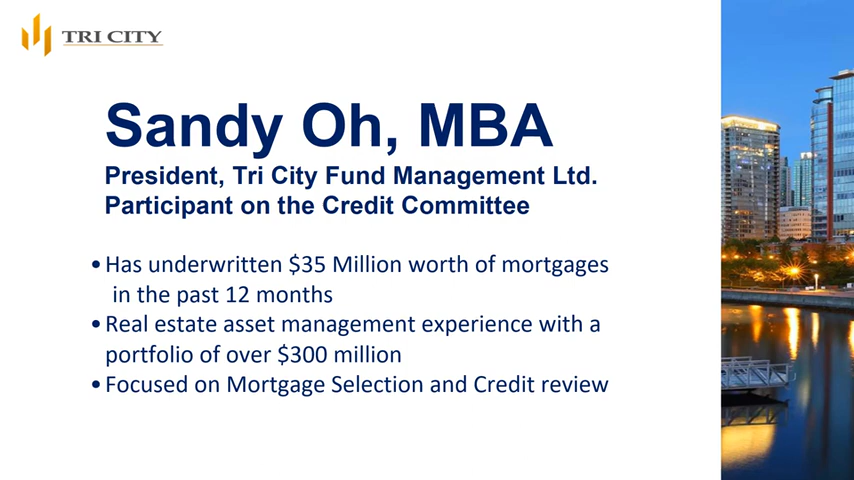 TRI CITY
Sandy Oh, MBA
President, Tri City Fund Management Ltd.
Participant on the Credit Committee
•Has underwritten $35 Million worth of mortgages
in the past 12 months
•Real estate asset management experience with a
portfolio of over $300 million
•Focused on Mortgage Selection and Credit review